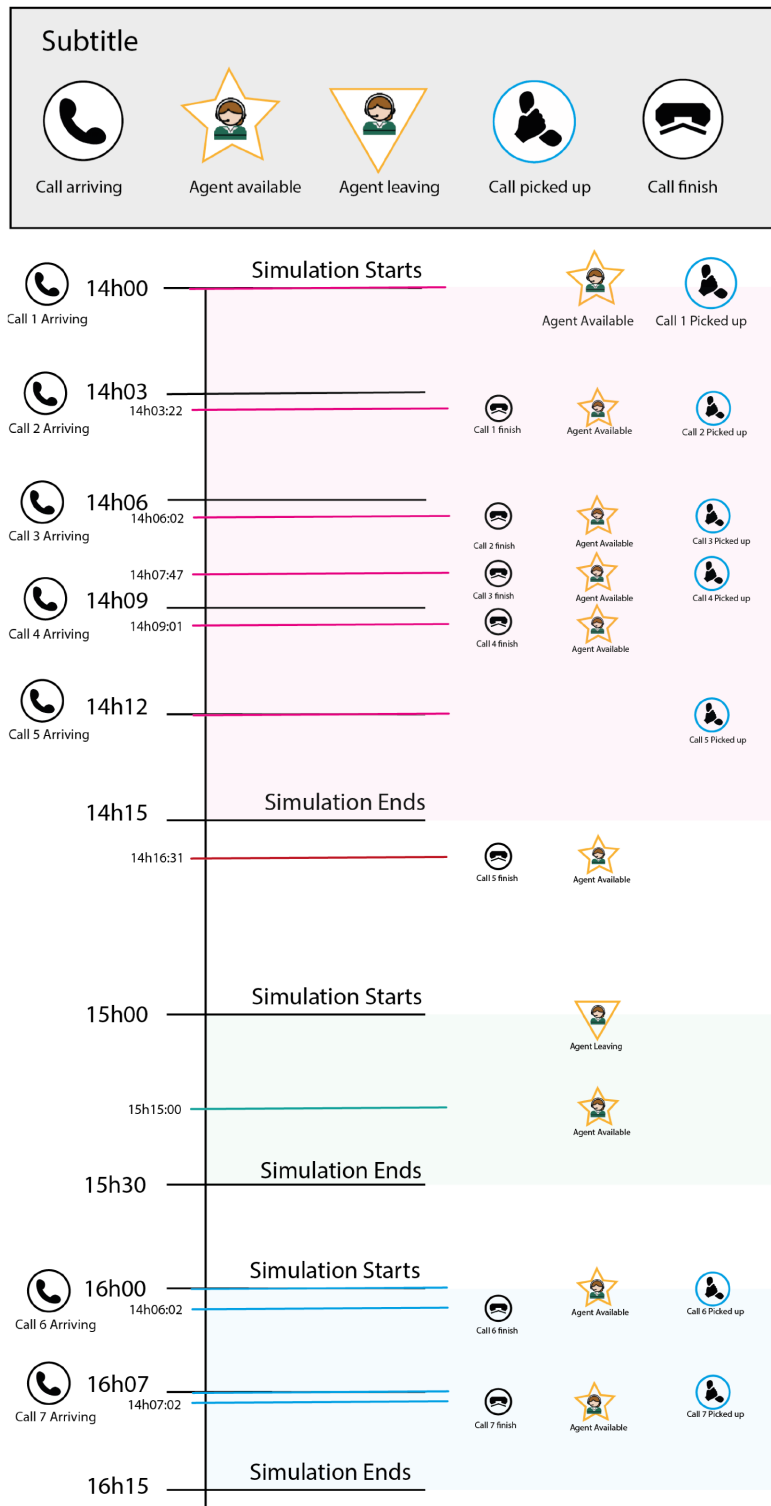 Subtitle
Call arriving
Agent available
Agent leaving
Call picked up
Call finish
Simulation Starts
14h00
Call 1 Arriving
Agent Available
Call 1 Picked up
14h03
14h03:22
Call 2 Arriving
Call 1 finish
Agent Available
Call 2 Picked up
14h06
14h06:02
Call 3 Arriving
Call 2 finish
Agent Available
Call 3 Picked up
14h07:47
Call 3 finish
Agent Available
Call 4 Picked up
14h09
14h09:01
Call 4 Arriving
Call 4 finish
Agent Available
14h12
Call 5 Arriving
Call 5 Picked up
Simulation Ends
14h15
14h16:31
Call 5 finish
Agent Available
Simulation Starts
15h00
Agent Leaving
15h15:00
Agent Available
Simulation Ends
15h30
Simulation Starts
16h00
14h06:02
Call 6 Arriving
Call 6 finish
Agent Available
Call 6 Picked up
16h07
14h07:02
Call 7 Arriving
Call 7 finish
Agent Available
Call 7 Picked up
Simulation Ends
16h15